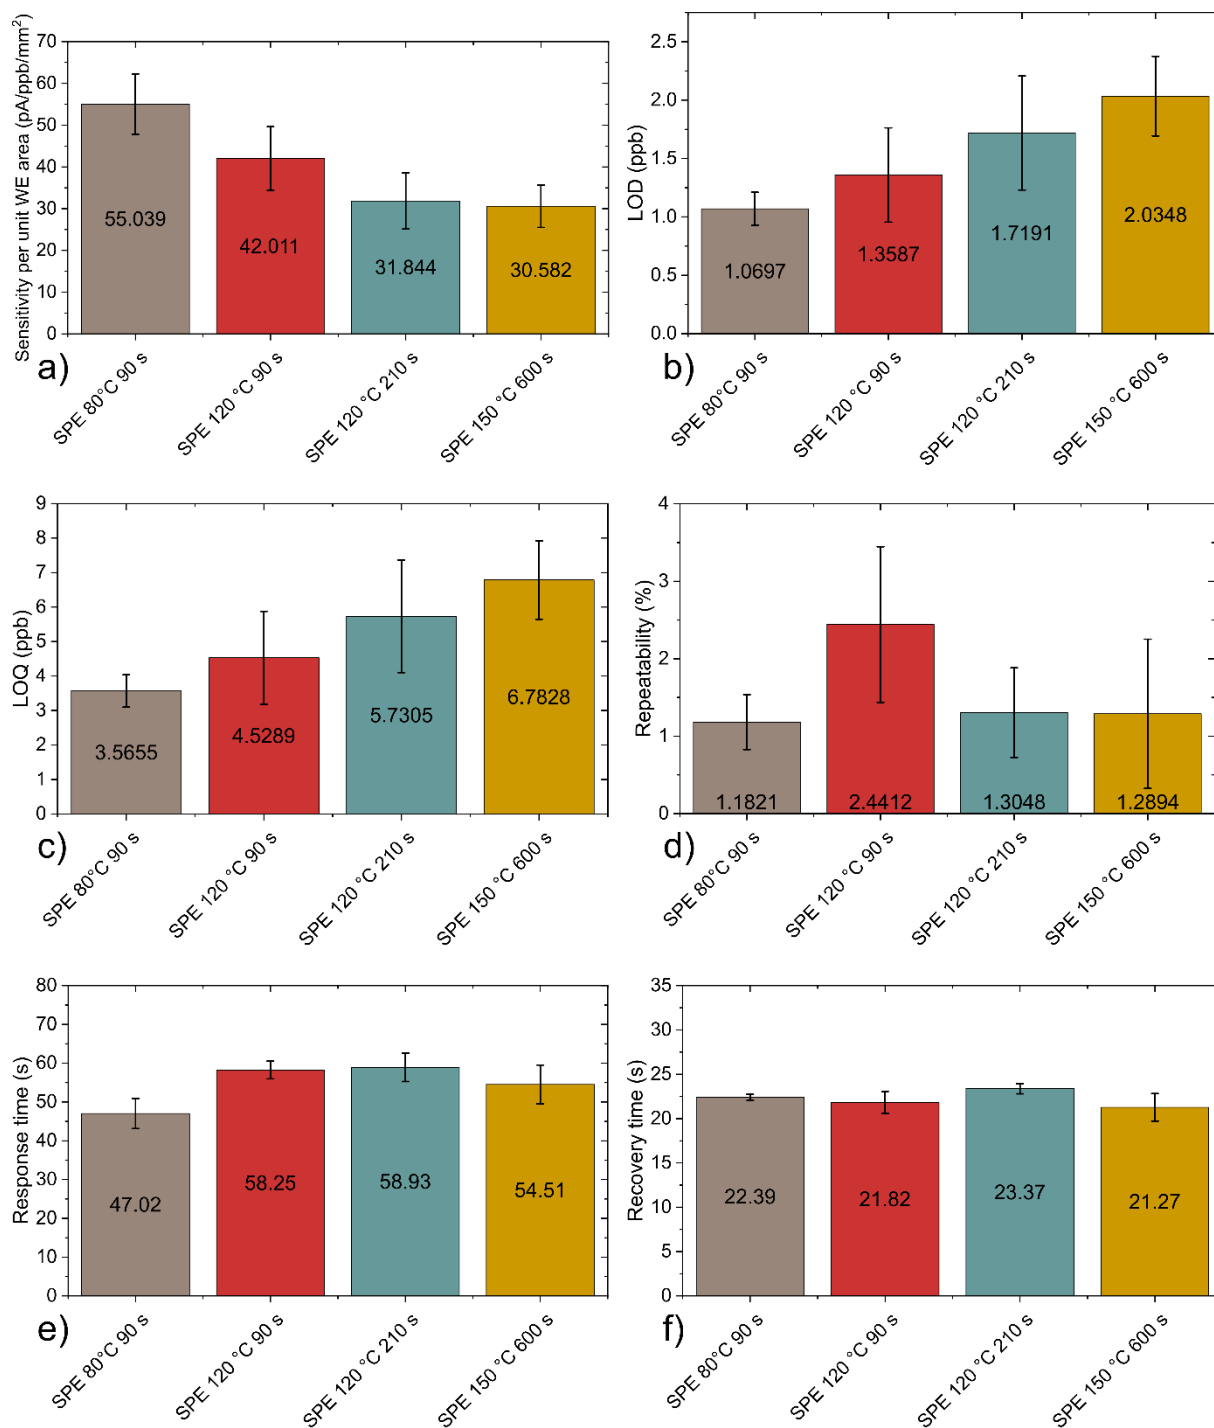 Sensitivity per unit WE area (pA/ppb/mm²)
70
60
50
40
30
20
10
0
55.039
42.011
31.844
30.582
SPE 80°C 90 s
SPE 120 °C 90 s
SPE 120 °C 210 s
SPE 150 °C 600 s
a)
LOD (ppb)
2.5
2.0
1.5
1.0
0.5
0.0
1.0697
1.3587
1.7191
2.0348
SPE 80°C 90 s
SPE 120 °C 90 s
SPE 120 °C 210 s
SPE 150 °C 600 s
b)
LOQ (ppb)
9
8
7
6
5
4
3
2
1
0
3.5655
4.5289
5.7305
6.7828
SPE 80°C 90 s
SPE 120 °C 90 s
SPE 120 °C 210 s
SPE 150 °C 600 s
c)
Repeatability (%)
4
3
2
1
0
1.1821
2.4412
1.3048
1.2894
SPE 80°C 90 s
SPE 120 °C 90 s
SPE 120 °C 210 s
SPE 150 °C 600 s
d)
Response time (s)
80
70
60
50
40
30
20
10
0
47.02
58.25
58.93
54.51
SPE 80°C 90 s
SPE 120 °C 90 s
SPE 120 °C 210 s
SPE 150 °C 600 s
e)
Recovery time (s)
35
30
25
20
15
10
5
0
22.39
21.82
23.37
21.27
SPE 80°C 90 s
SPE 120 °C 90 s
SPE 120 °C 210 s
SPE 150 °C 600 s
f)